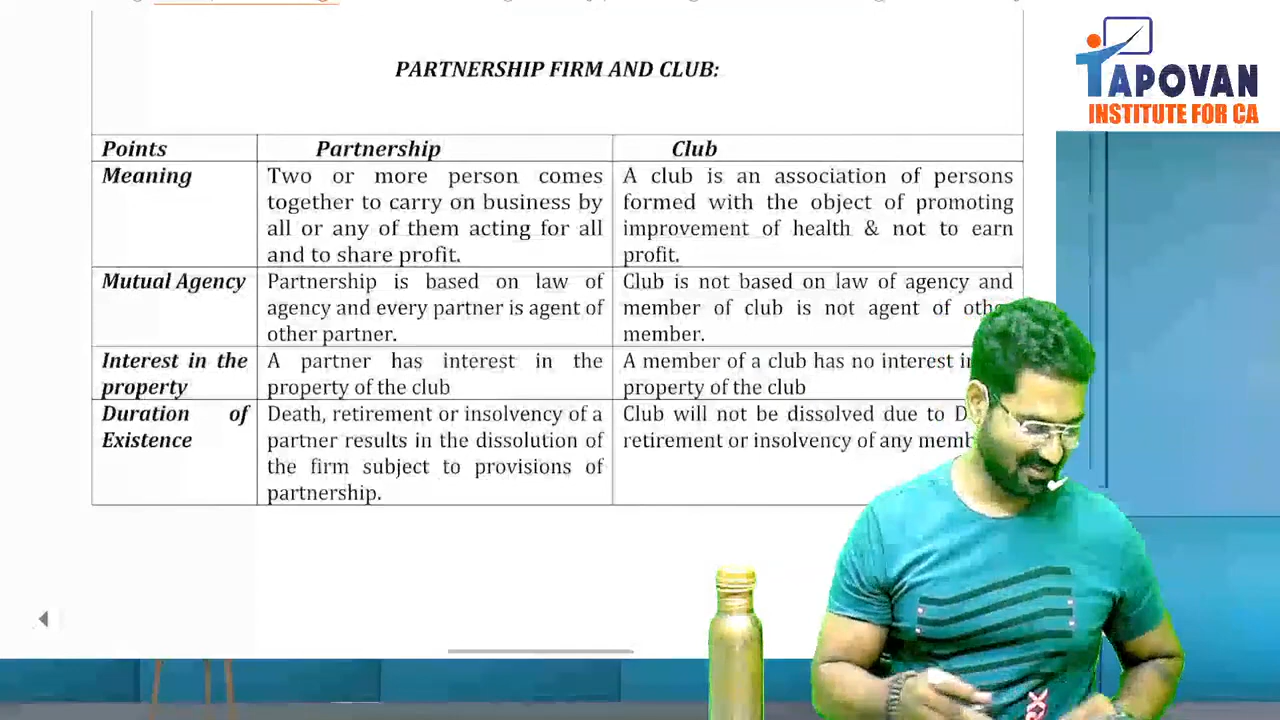 PARTNERSHIP FIRM AND CLUB:
TAPOVAN
INSTITUTE FOR CA
Points Partnership Club
Meaning
Two or more person comes
together to carry on business by
all or any of them acting for all
and to share profit.
A club is an association of persons
formed with the object of promoting
improvement of health & not to earn
profit.
Mutual Agency
Partnership is based on law of
agency and every partner is agent of
other partner.
Club is not based on law of agency and
member of club is not agent of
member.
Interest in the
property
A partner has interest in the
property of the club
A member of a club has no interest
property of the club
Duration of
Existence
Death, retirement or insolvency of a
partner results in the dissolution of
the firm subject to provisions of
partnership.
Club will not be dissolved due to
retirement or insolvency of any